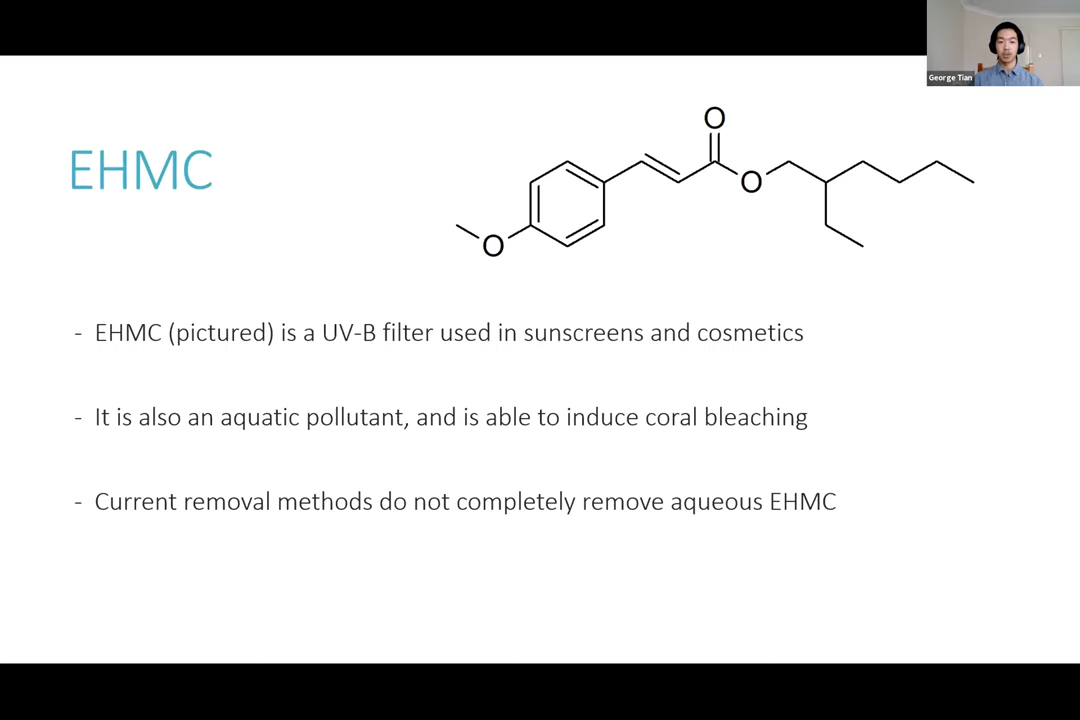 George Tian
EHMC
O
O
O
- EHMC (pictured) is a UV-B filter used in sunscreens and cosmetics
- It is also an aquatic pollutant, and is able to induce coral bleaching
- Current removal methods do not completely remove aqueous EHMC